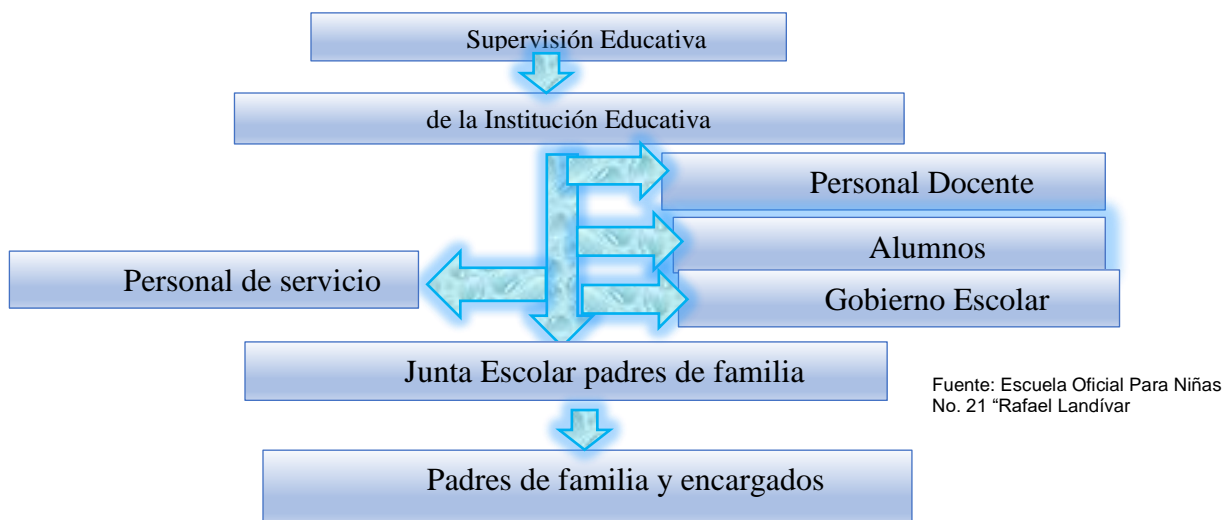 Supervisión Educativa
de la Institución Educativa
Personal Docente
Alumnos
Personal de servicio
Gobierno Escolar
Junta Escolar padres de familia
Fuente: Escuela Oficial Para Niñas
No. 21 “Rafael Landívar
Padres de familia y encargados